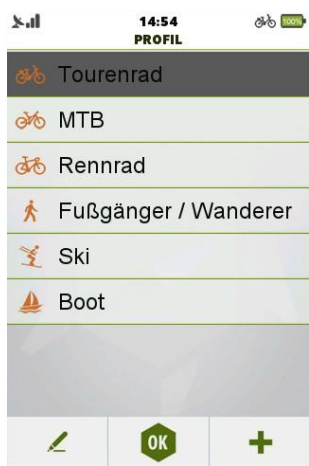 14:54
100%
PROFIL
Tourenrad
MTB
Rennrad
Fußgänger / Wanderer
Ski
Boot
OK